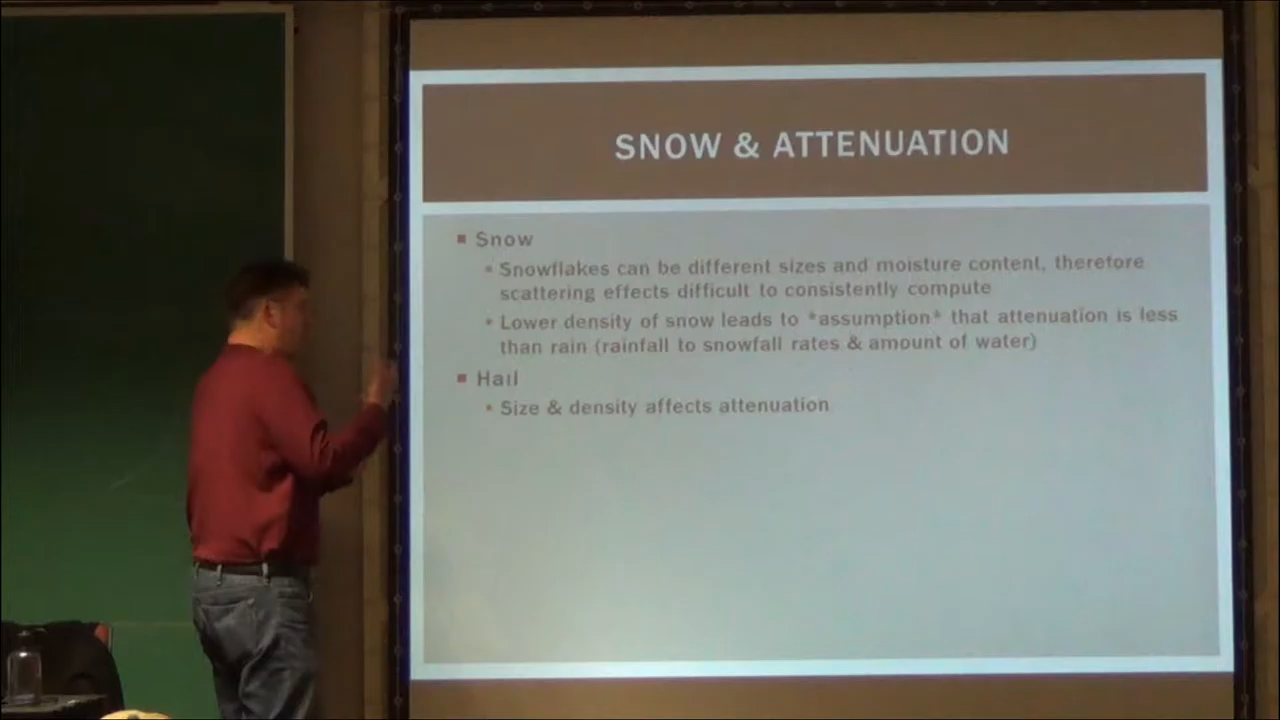 SNOW & ATTENUATION
Snow
Snowflakes can be different sizes and moisture content, therefore
scattering effects difficult to consistently compute
Lower density of snow leads to *assumption* that attenuation is less
than rain (rainfall to snowfall rates & amount of water)
Hail
Size & density affects attenuation